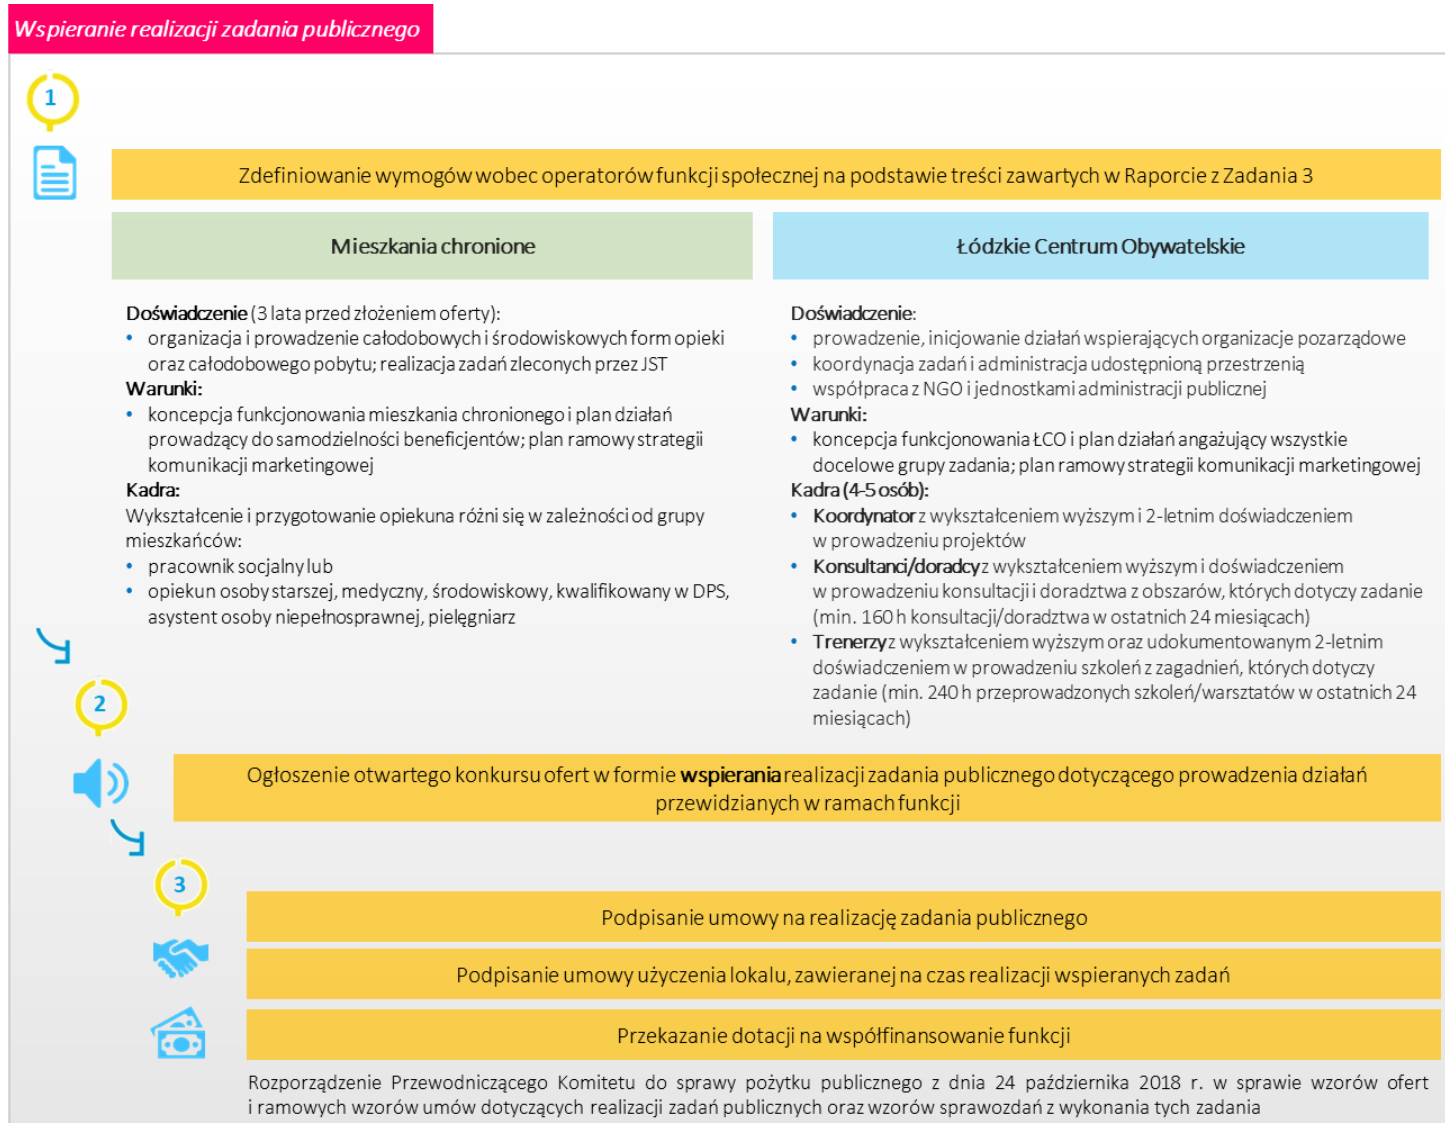 Wspieranie realizacji zadania publicznego
1
Zdefiniowanie wymogów wobec operatorów funkcji społecznej na podstawie treści zawartych w Raporcie z Zadania 3
Mieszkania chronione
Doświadczenie (3 lata przed złożeniem oferty):
• organizacja i prowadzenie całodobowych i środowiskowych form opieki
oraz całodobowego pobytu; realizacja zadań zleconych przez JST
Warunki:
• koncepcja funkcjonowania mieszkania chronionego i plan działań
prowadzący do samodzielności beneficjentów; plan ramowy strategii
komunikacji marketingowej
Kadra:
Wykształcenie i przygotowanie opiekuna różni się w zależności od grupy
mieszkańców:
• pracownik socjalny lub
• opiekun osoby starszej, medyczny, środowiskowy, kwalifikowany w DPS,
asystent osoby niepełnosprawnej, pielęgniarz
Łódzkie Centrum Obywatelskie
Doświadczenie:
• prowadzenie, inicjowanie działań wspierających organizacje pozarządowe
• koordynacja zadań i administracja udostępnioną przestrzenią
• współpraca z NGO i jednostkami administracji publicznej
Warunki:
• koncepcja funkcjonowania ŁCO i plan działań angażujący wszystkie
docelowe grupy zadania; plan ramowy strategii komunikacji marketingowej
Kadra (4-5 osób):
• Koordynator z wykształceniem wyższym i 2-letnim doświadczeniem
w prowadzeniu projektów
• Konsultanci/doradcy z wykształceniem wyższym i doświadczeniem
w prowadzeniu konsultacji i doradztwa z obszarów, których dotyczy zadanie
(min. 160 h konsultacji/doradztwa w ostatnich 24 miesiącach)
• Trenerzy z wykształceniem wyższym oraz udokumentowanym 2-letnim
doświadczeniem w prowadzeniu szkoleń z zagadnień, których dotyczy
zadanie (min. 240 h przeprowadzonych szkoleń/warsztatów w ostatnich 24
miesiącach)
2
Ogłoszenie otwartego konkursu ofert w formie wspierania realizacji zadania publicznego dotyczącego prowadzenia działań
przewidzianych w ramach funkcji
3
Podpisanie umowy na realizację zadania publicznego
Podpisanie umowy użyczenia lokalu, zawieranej na czas realizacji wspieranych zadań
Przekazanie dotacji na współfinansowanie funkcji
Rozporządzenie Przewodniczącego Komitetu do sprawy pożytku publicznego z dnia 24 października 2018 r. w sprawie wzorów ofert
i ramowych wzorów umów dotyczących realizacji zadań publicznych oraz wzorów sprawozdań z wykonania tych zadania